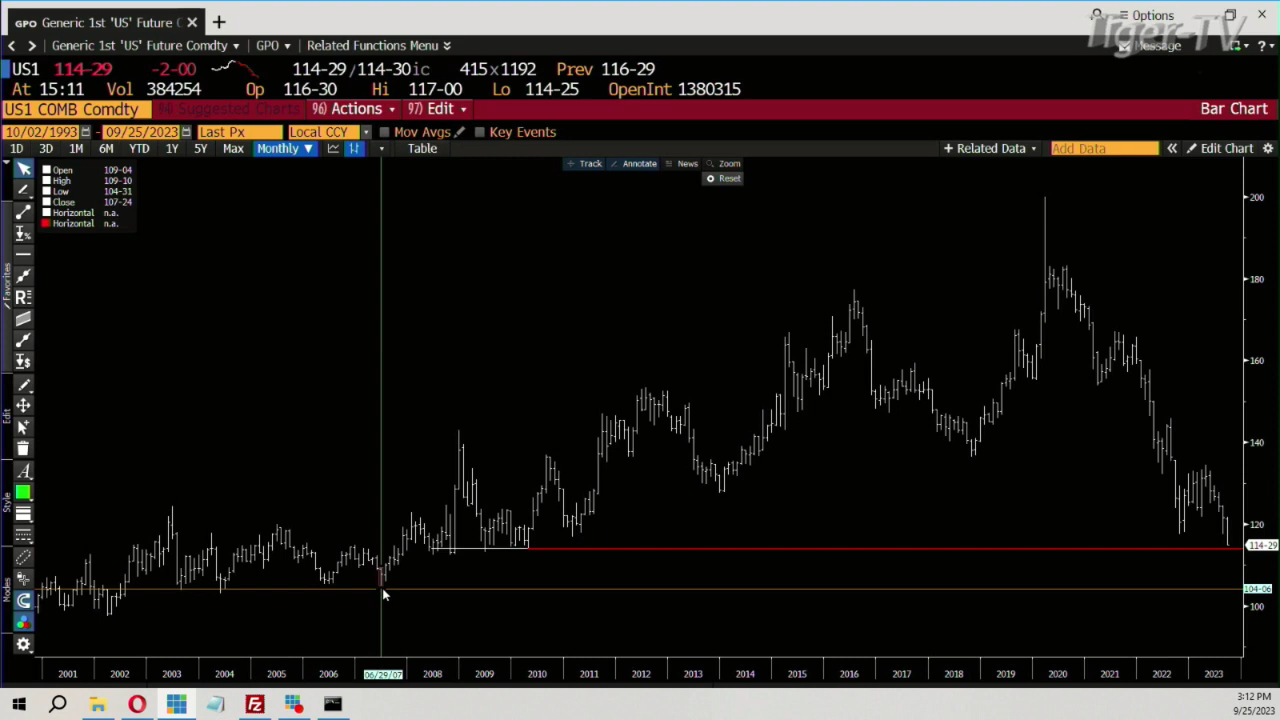 GPO Generic 1st 'US' Future C
Options
Tiger-TV
Generic 1st 'US' Future Comdty GPO Related Functions Menu Message
US1 114-29 -2-00 114-29/114-30ic 415x1192 Prev 116-29
At 15:11 Vol 384254 Op 116-30 Hi 117-00 Lo 114-25 OpenInt 1380315
US1 COMB Comdty 94) Suggested Charts 96) Actions 97) Edit Bar Chart
10/02/1993 - 09/25/2023 Last Px Local CCY Mov Avgs Key Events
1D 3D 1M 6M YTD 1Y 5Y Max Monthly ▼ Table + Related Data Add Data « Edit Chart
Track Annotate News Zoom
Reset
Open 109-04
High 109-10
Low 104-31
Close 107-24
Horizontal n.a.
Horizontal n.a.
Favorites
Edit
Style
Modes
200
180
160
140
120
114-29
104-06
100
2001 2002 2003 2004 2005 2006 06/29/07 2008 2009 2010 2011 2012 2013 2014 2015 2016 2017 2018 2019 2020 2021 2022 2023
3:12 PM
9/25/2023